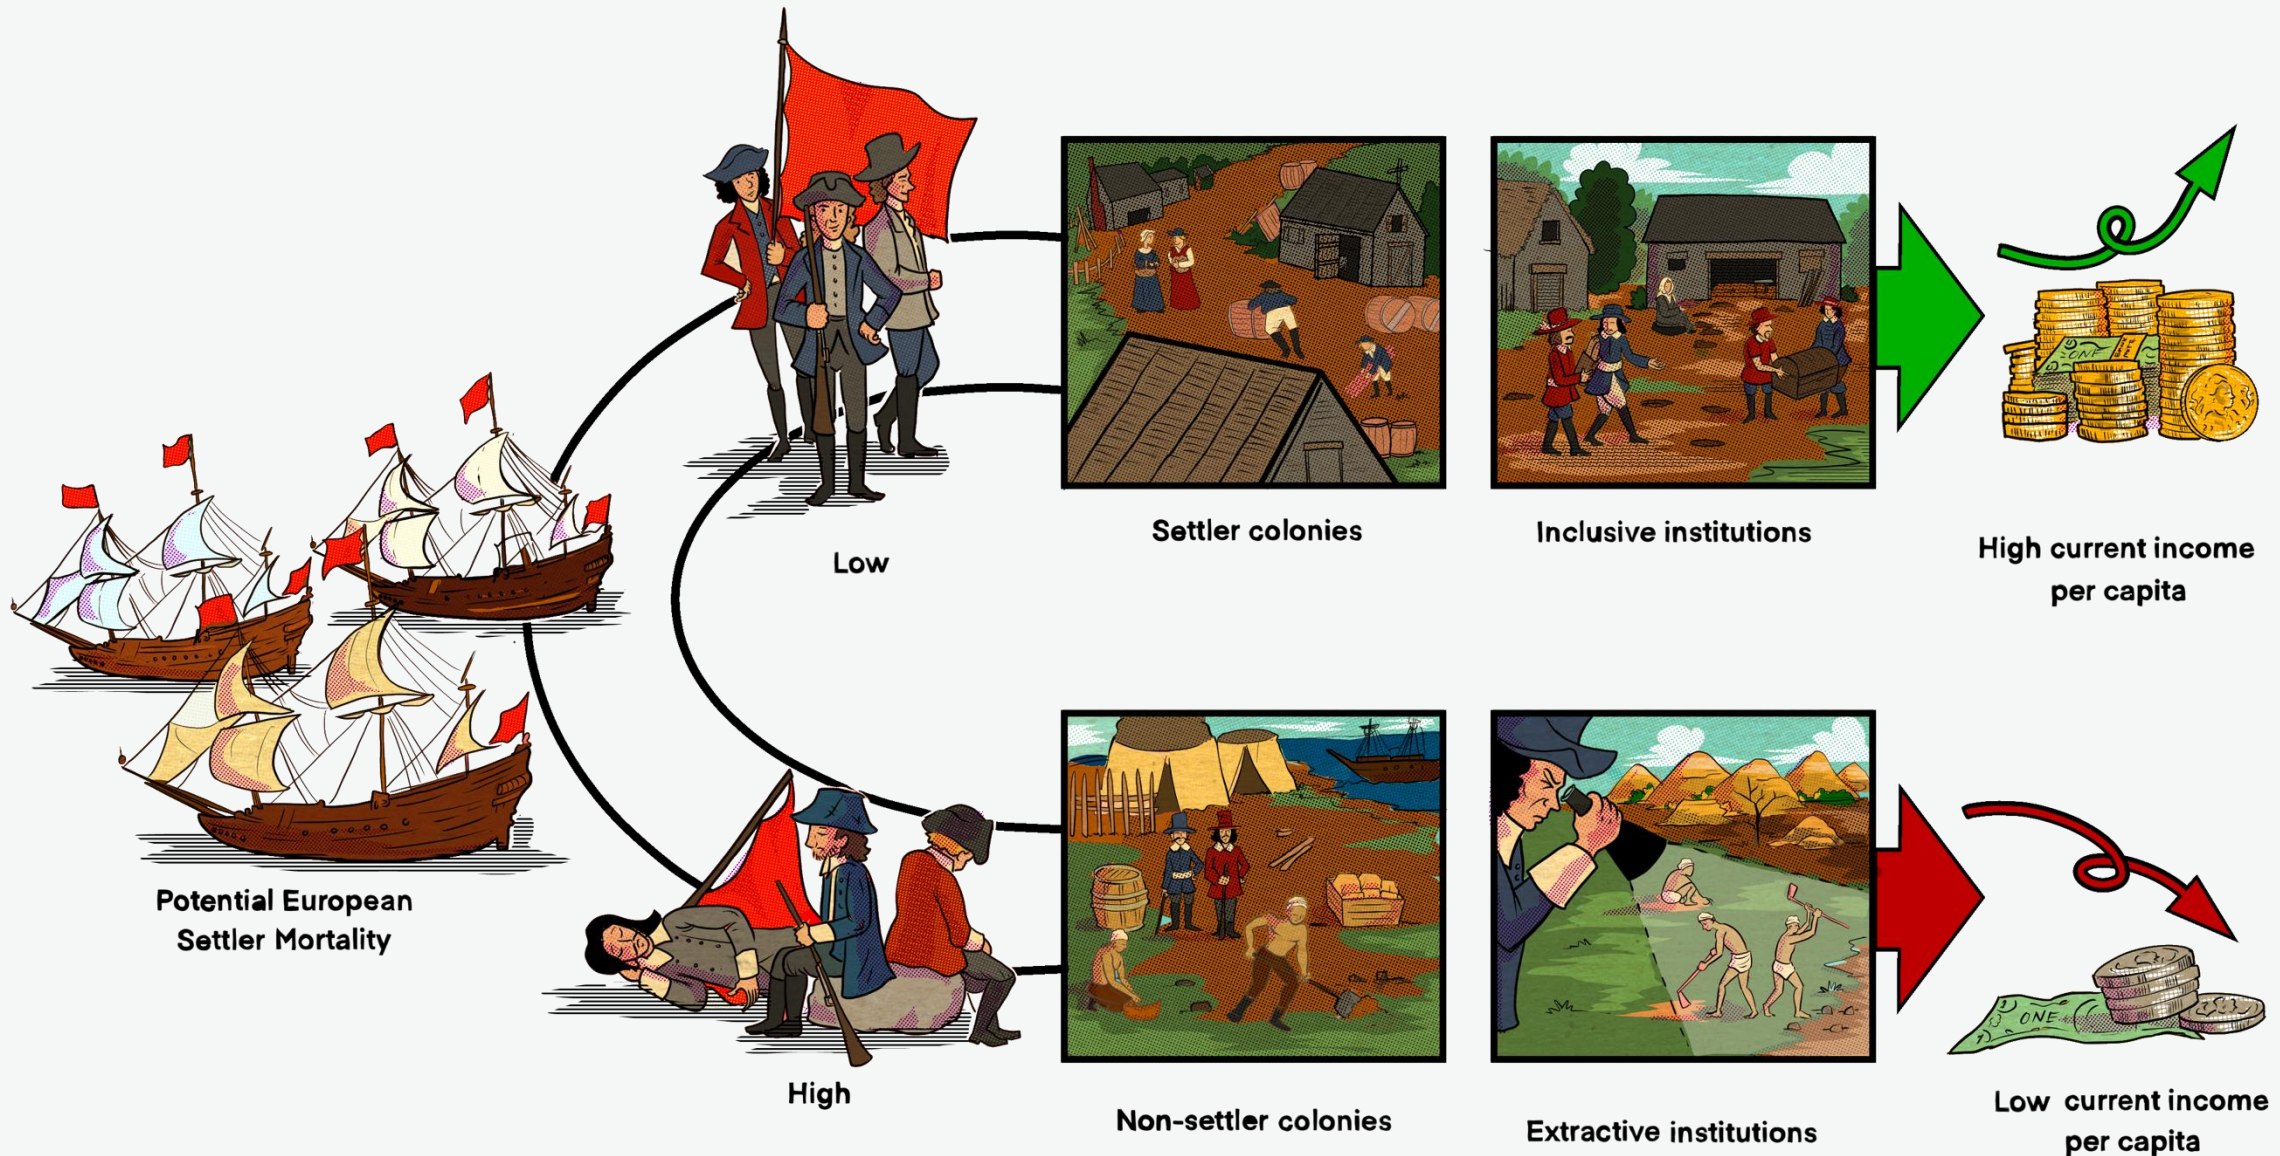 Low
Settler colonies
Inclusive institutions
ONE
High current income
per capita
Potential European
Settler Mortality
High
Non-settler colonies
Extractive institutions
ONE
Low current income
per capita